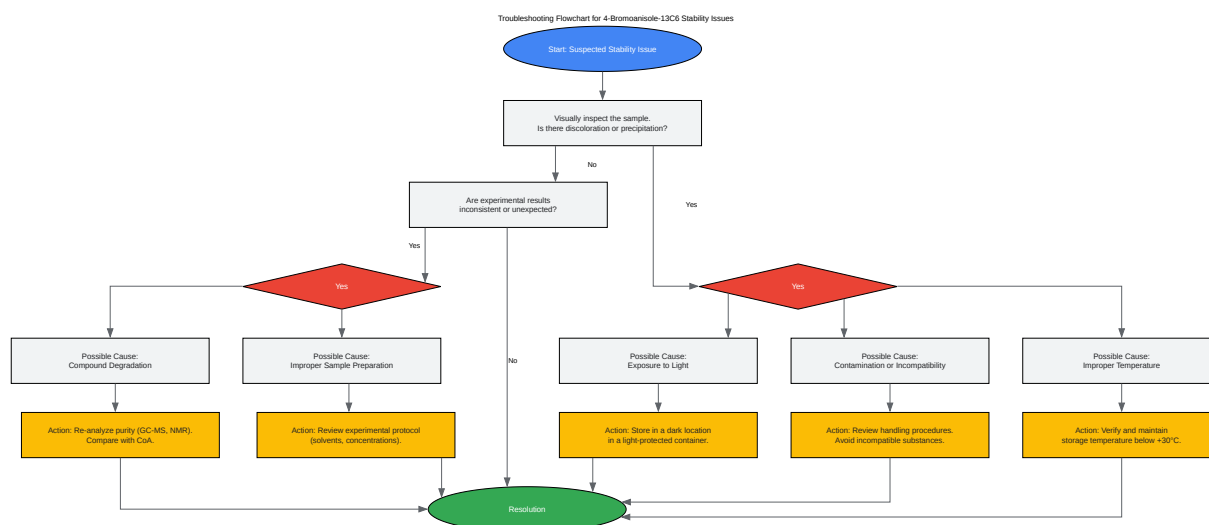 Troubleshooting Flowchart for 4-Bromoanisole-13C6 Stability Issues
Start: Suspected Stability Issue
Visually inspect the sample.
Is there discoloration or precipitation?
No
Yes
Are experimental results
inconsistent or unexpected?
Yes
No
Yes
Yes
Possible Cause:
Compound Degradation
Possible Cause:
Improper Sample Preparation
Possible Cause:
Exposure to Light
Possible Cause:
Contamination or Incompatibility
Possible Cause:
Improper Temperature
Action: Re-analyze purity (GC-MS, NMR).
Compare with CoA.
Action: Review experimental protocol
(solvents, concentrations).
Action: Store in a dark location
in a light-protected container.
Action: Review handling procedures.
Avoid incompatible substances.
Action: Verify and maintain
storage temperature below +30°C.
Resolution